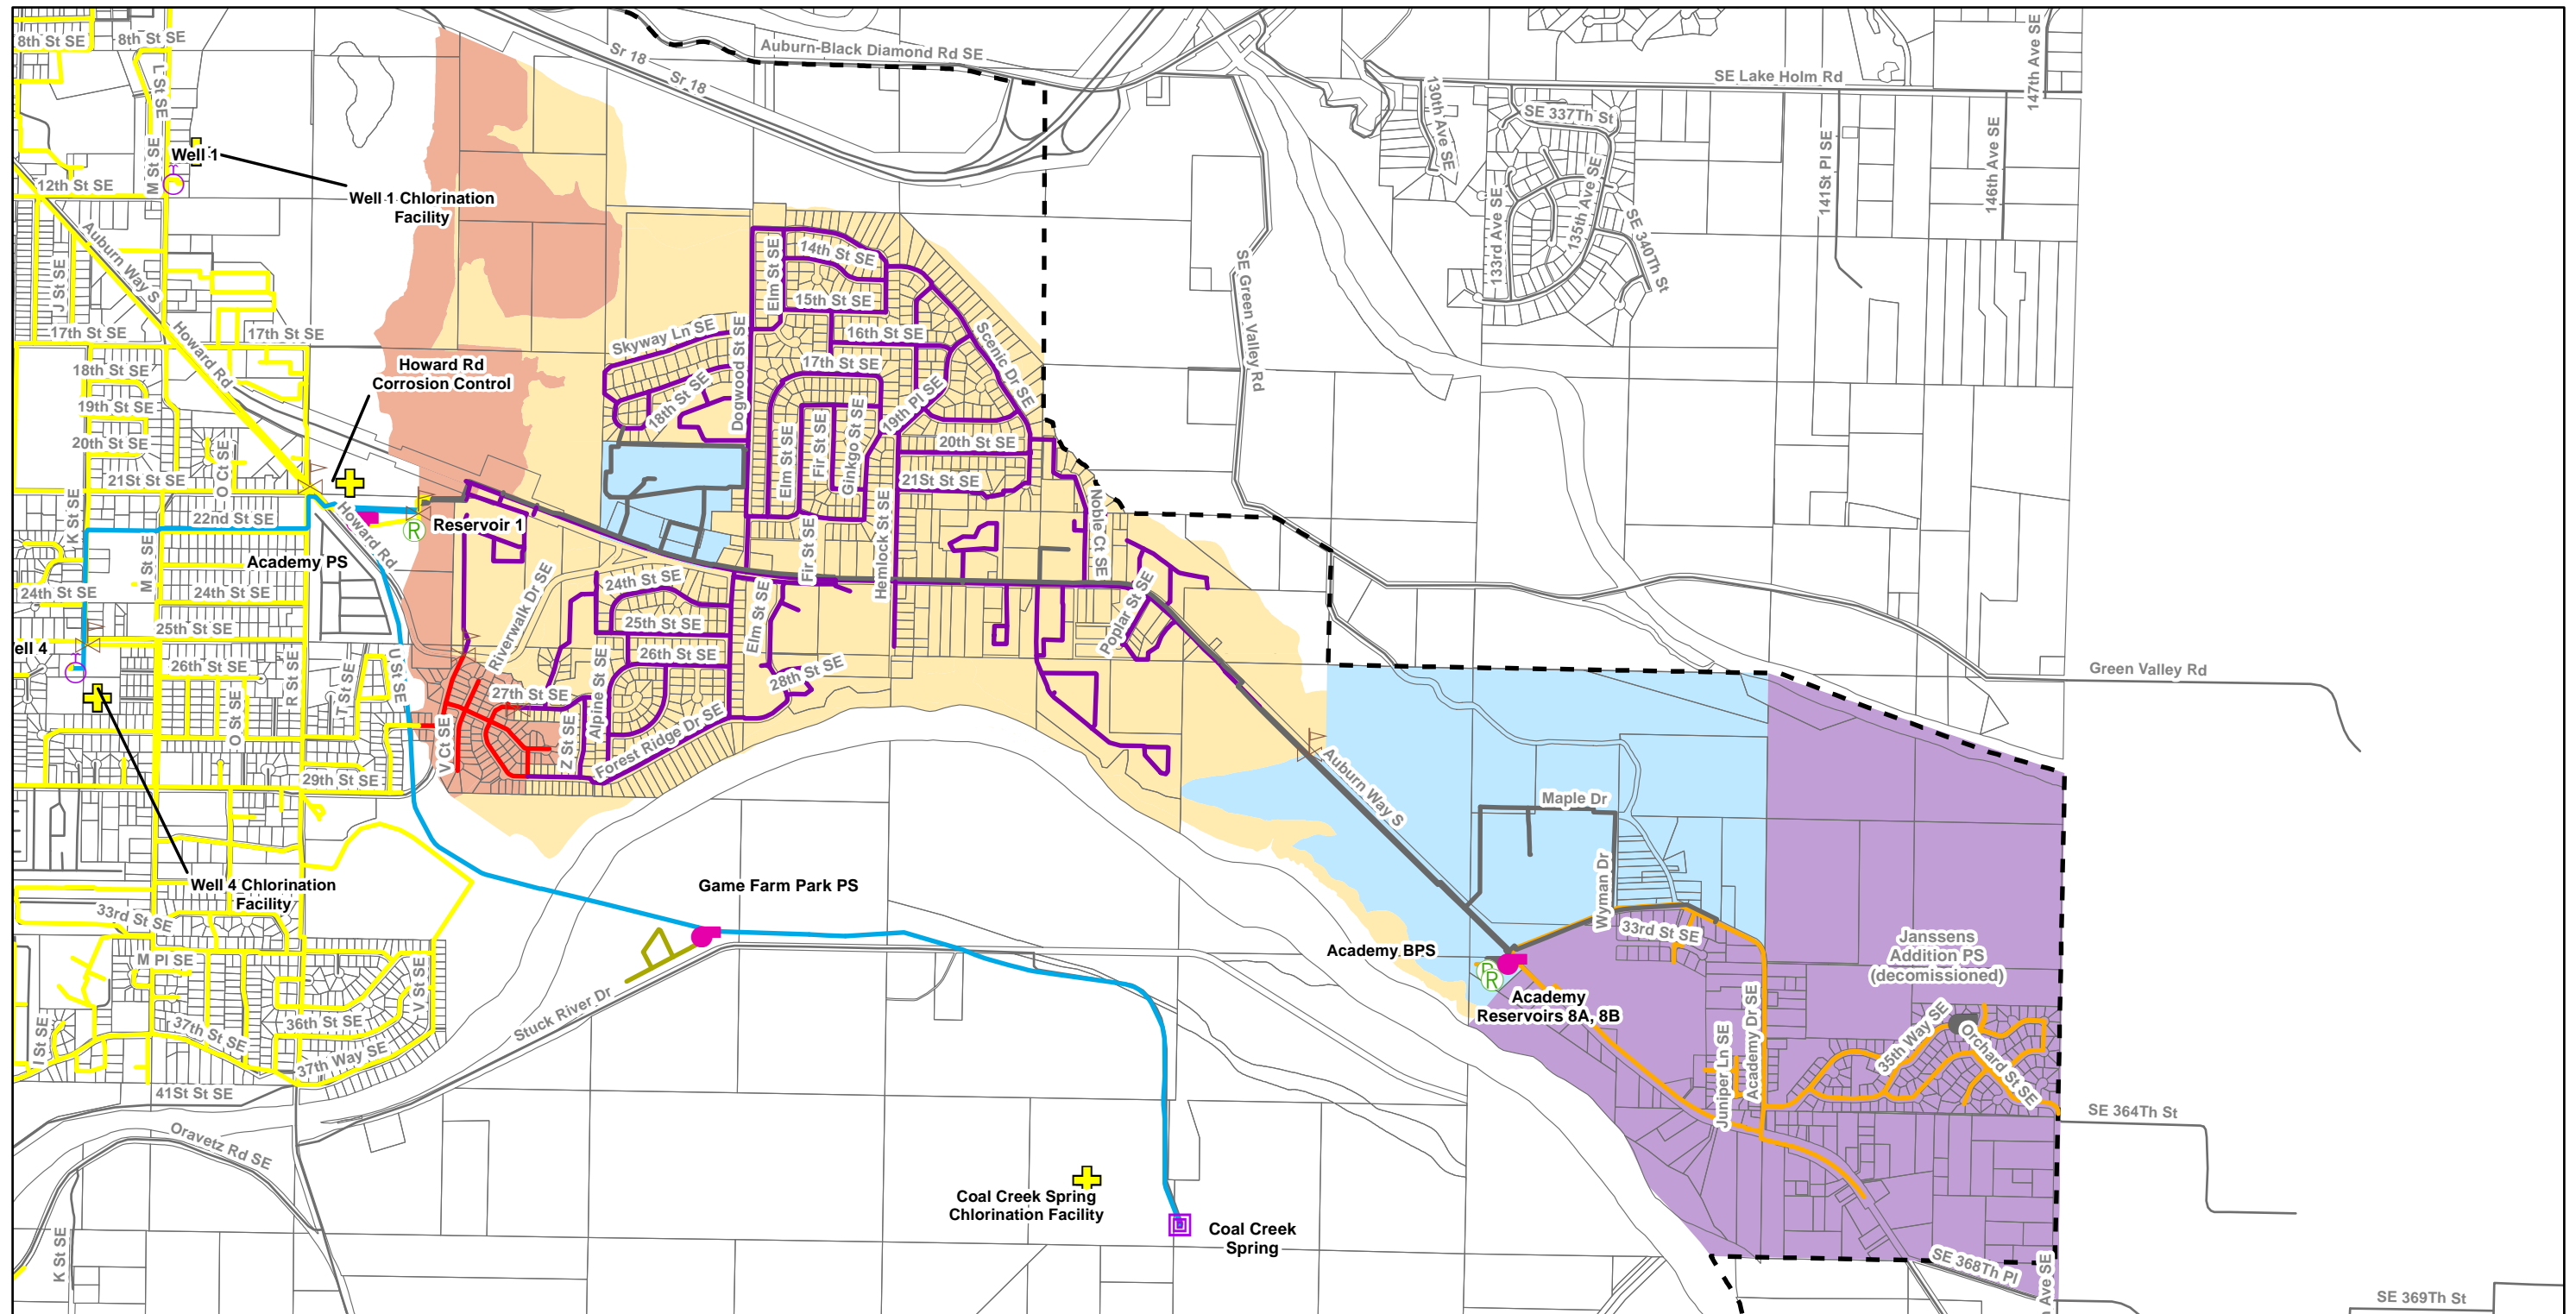 8th St SE
8th St SE
L St SE
Sr 18
Sr 18
Auburn-Black Diamond Rd SE
SE Lake Holm Rd
147th Ave SE
130th Ave SE
SE 337Th St
M St SE
Well 1
12th St SE
Well 1 Chlorination
Facility
141St Pl SE
146th Ave SE
133rd Ave SE
135th Ave SE
SE 340Th St
Auburn Way S
J St SE
Elm St SE
14th St SE
15th St SE
SE Green Valley Rd
17th St SE
Howard Rd
17th St SE
Skyway Ln SE
Dogwood St SE
16th St SE
Scenic Dr SE
17th St SE
18th St SE
Howard Rd
Corrosion Control
18th St SE
19th Pl SE
19th St SE
20th St SE
O Ct SE
Elm St SE
Fir St SE
Ginkgo St SE
20th St SE
21St St SE
21St St SE
K St SE
22nd St SE
Howard Rd
Reservoir 1
Hemlock St SE
Noble Ct SE
Academy PS
M St SE
Fir St SE
24th St SE
24th St SE
24th St SE
Riverwalk Dr SE
Elm St SE
Poplar St SE
25th St SE
25th St SE
ell 4
26th St SE
R St SE
T St SE
U St SE
26th St SE
28th St SE
Green Valley Rd
27th St SE
Alpine St SE
O St SE
V Ct SE
Z St SE
Forest Ridge Dr SE
29th St SE
Auburn Way S
Maple Dr
Well 4 Chlorination
Facility
Game Farm Park PS
Wyman Dr
33rd St SE
33rd St SE
Academy BPS
Janssens
Addition PS
(decomissioned)
M Pl SE
V St SE
R
R
R
Academy
Reservoirs 8A, 8B
Stuck River Dr
I St SE
37th St SE
36th St SE
37th Way SE
Juniper Ln SE
Academy Dr SE
35th Way SE
Orchard St SE
41St St SE
SE 364Th St
Oravetz Rd SE
Coal Creek Spring
Chlorination Facility
Coal Creek
Spring
K St SE
SE 368Th Pl
Ave SE
SE 369Th St